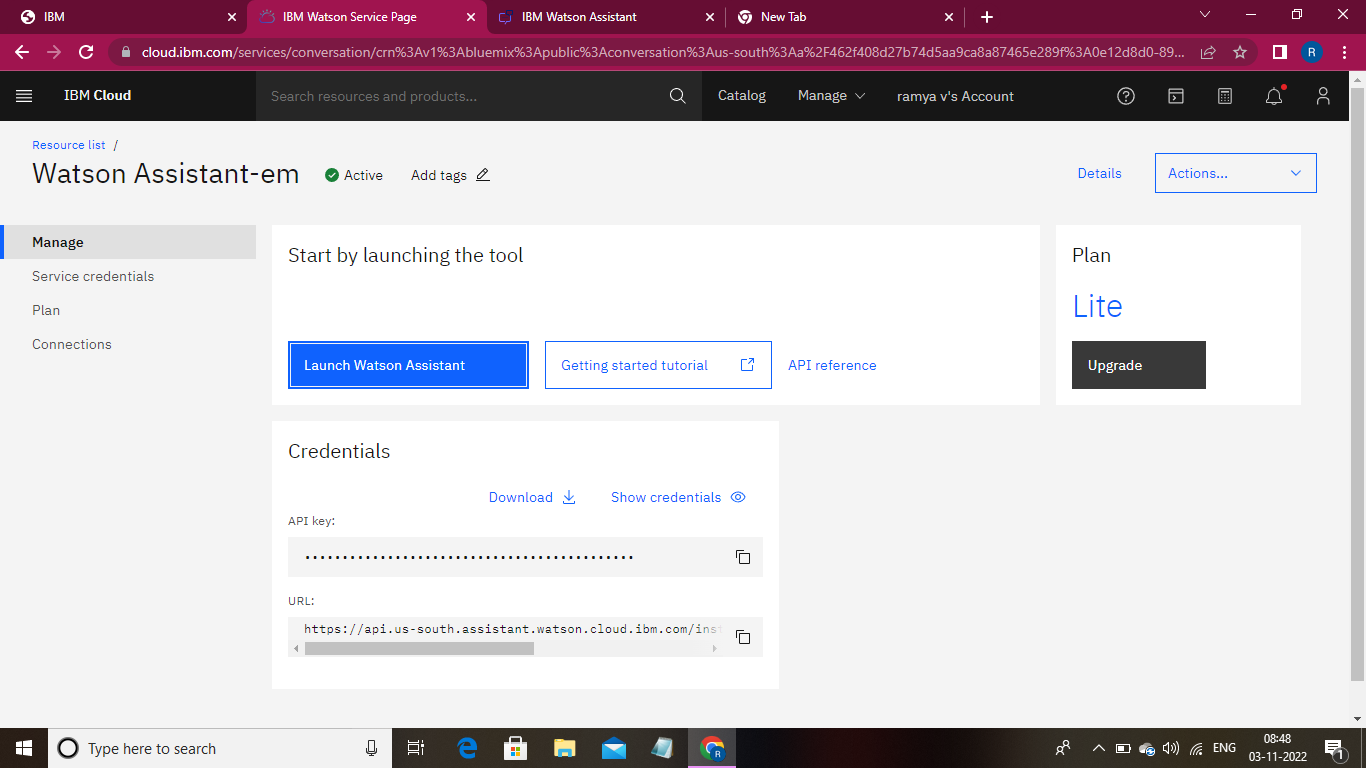 IBM
IBM Watson Service Page
IBM Watson Assistant
New Tab
cloud.ibm.com/services/conversation/crn%3Av1%3Abluemix%3Apublic%3Aconversation%3Aus-south%3Aa%2F462f408d27b74d5aa9ca8a87465e289f%3A0e12d8d0-89...
R
IBM Cloud
Search resources and products...
Catalog
Manage
ramya v's Account
Resource list /
Watson Assistant-em
Active
Add tags
Details
Actions...
Manage
Service credentials
Plan
Connections
Start by launching the tool
Launch Watson Assistant
Getting started tutorial
API reference
Plan
Lite
Upgrade
Credentials
Download
Show credentials
API key:
URL:
https://api.us-south.assistant.watson.cloud.ibm.com/inst
Type here to search
R
ENG
08:48
03-11-2022
1